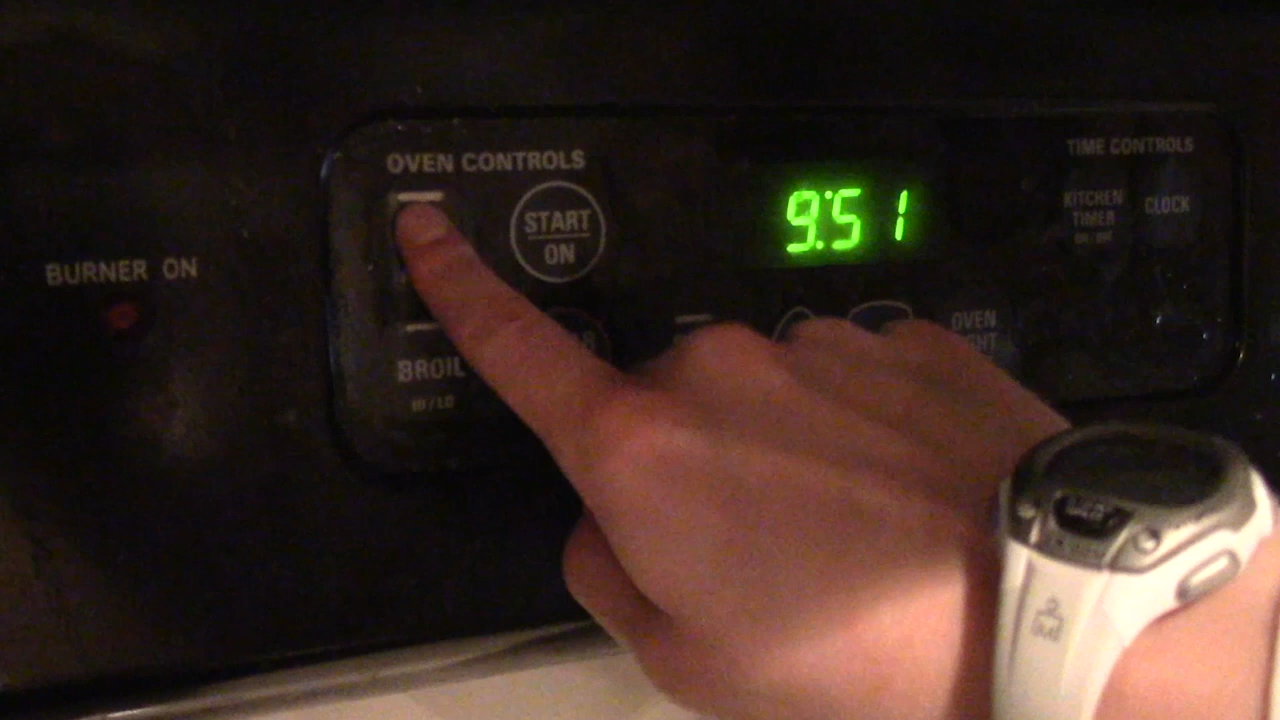 BURNER ON
OVEN CONTROLS
START
ON
BROIL
HI / LO
9:51
OVEN
TIME CONTROLS
KITCHEN
TIMER
ON/OFF
CLOCK